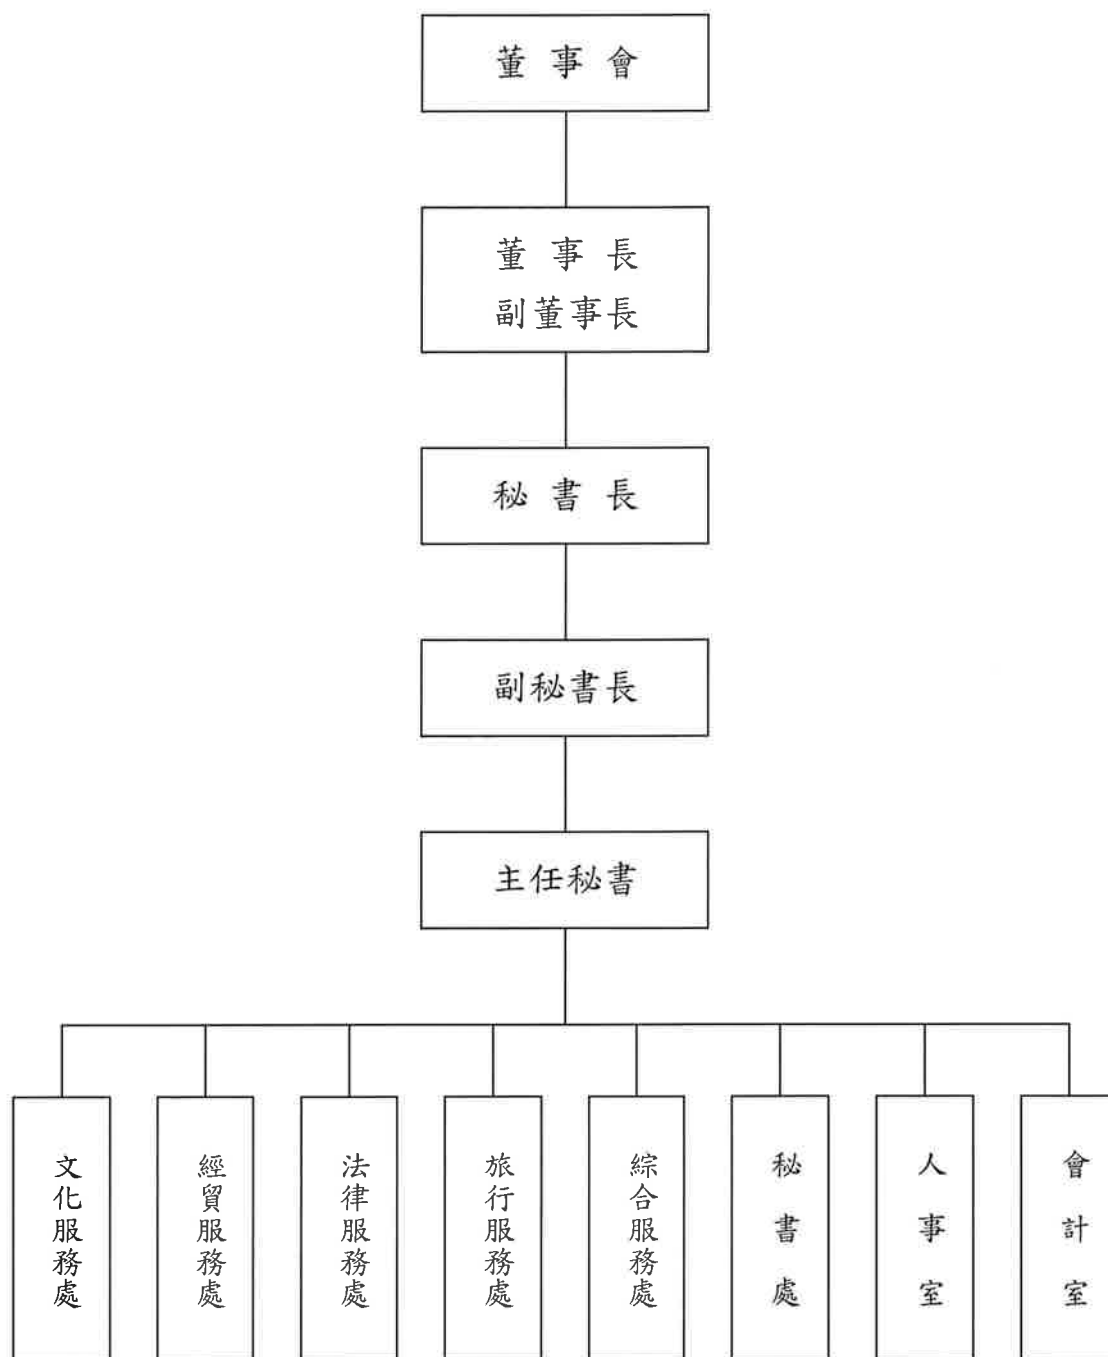 董事會
董事長
副董事長
秘書長
副秘書長
主任秘書
文化服務處
經貿服務處
法律服務處
旅行服務處
綜合服務處
秘書處
人事室
會計室